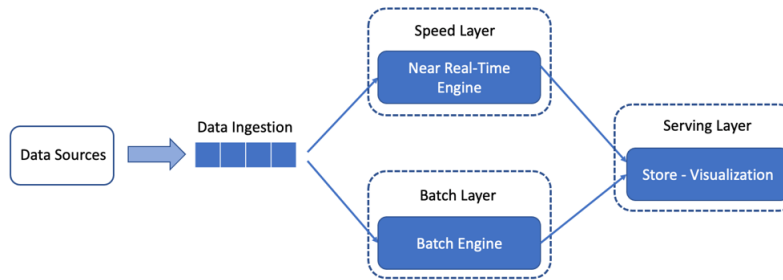 Speed Layer
Near Real-Time
Engine
Data Ingestion
Data Sources
Serving Layer
Store - Visualization
Batch Layer
Batch Engine